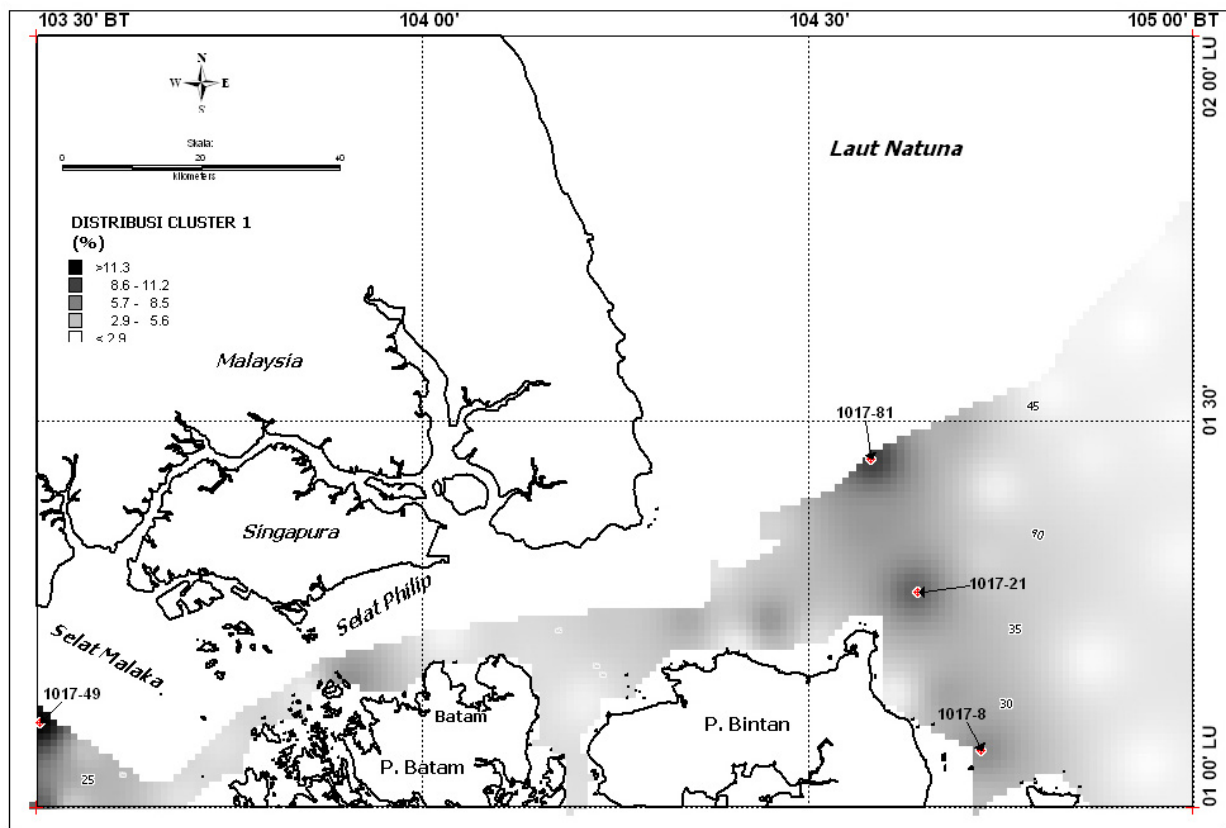 103 30' BT
104 00'
104 30'
105 00' BT
02 00' LU
N
W E
S
Skala:
0 20 40
kilometers
Laut Natuna
DISTRIBUSI CLUSTER 1
(%)
>11.3
8.6 - 11.2
5.7 - 8.5
2.9 - 5.6
< 2.9
Malaysia
01 30'
1017-81
45
Singapura
90
1017-21
Selat Philip
35
Selat Malaka
1017-49
30
1017-8
Batam
P. Bintan
P. Batam
25
01 00' LU